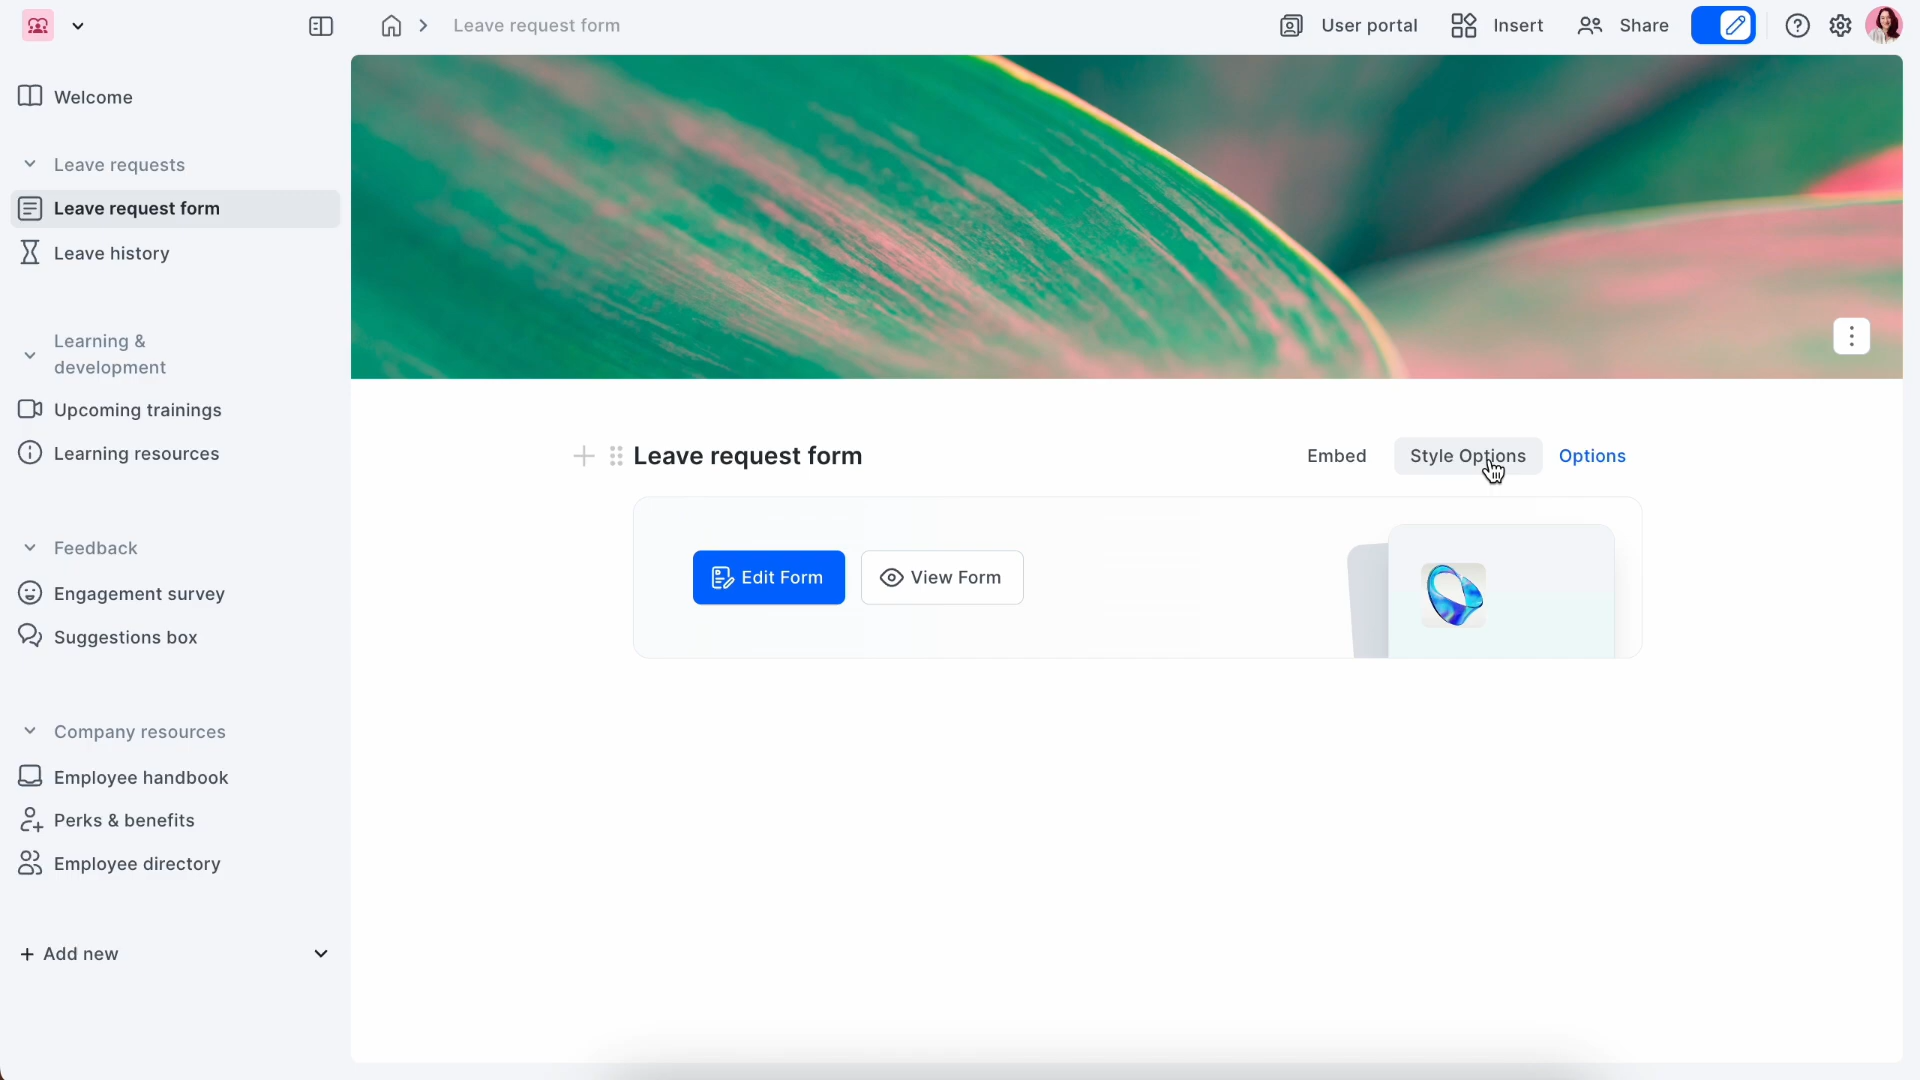 Leave request form
User portal
Insert
Share
Welcome
Leave requests
Leave request form
Leave history
Learning &
development
Upcoming trainings
Learning resources
Feedback
Engagement survey
Suggestions box
Company resources
Employee handbook
Perks & benefits
Employee directory
+ Add new
Leave request form
Embed
Style Options
Options
Edit Form
View Form